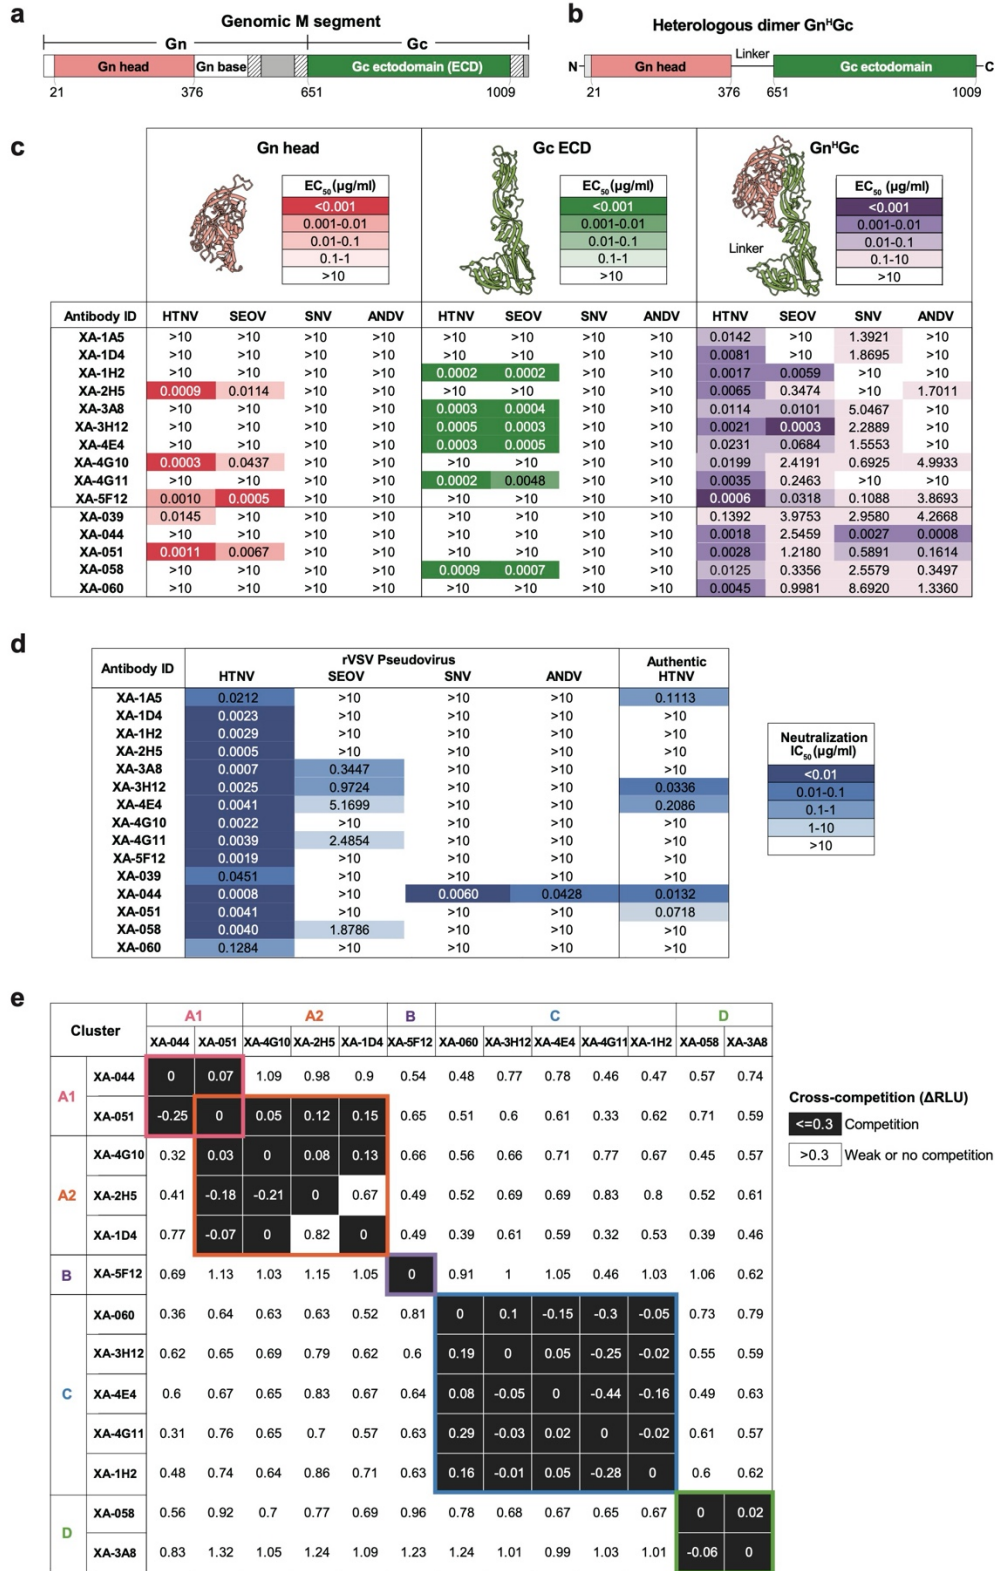 a
Genomic M segment
Gn Gc
Gn head Gn base Gc ectodomain (ECD)
21 376 651 1009
b
Heterologous dimer GnᴴGc
Linker
N Gn head Gc ectodomain C
21 376 651 1009
c
Gn head Gc ECD GnᴴGc
EC₅₀ (µg/ml) EC₅₀ (µg/ml) EC₅₀ (µg/ml)
<0.001 <0.001 <0.001
0.001-0.01 0.001-0.01 0.001-0.01
0.01-0.1 0.01-0.1 0.01-0.1
0.1-1 0.1-1 0.1-10
>10 >10 >10
Linker
Antibody ID HTNV SEOV SNV ANDV HTNV SEOV SNV ANDV HTNV SEOV SNV ANDV
XA-1A5 >10 >10 >10 >10 >10 >10 >10 >10 0.0142 >10 1.3921 >10
XA-1D4 >10 >10 >10 >10 >10 >10 >10 >10 0.0081 >10 1.8695 >10
XA-1H2 >10 >10 >10 >10 0.0002 0.0002 >10 >10 0.0017 0.0059 >10 >10
XA-2H5 0.0009 0.0114 >10 >10 >10 >10 >10 >10 0.0065 0.3474 >10 1.7011
XA-3A8 >10 >10 >10 >10 0.0003 0.0004 >10 >10 0.0114 0.0101 5.0467 >10
XA-3H12 >10 >10 >10 >10 0.0005 0.0003 >10 >10 0.0021 0.0003 2.2889 >10
XA-4E4 >10 >10 >10 >10 0.0003 0.0005 >10 >10 0.0231 0.0684 1.5553 >10
XA-4G10 0.0003 0.0437 >10 >10 >10 >10 >10 >10 0.0199 2.4191 0.6925 4.9933
XA-4G11 >10 >10 >10 >10 0.0002 0.0048 >10 >10 0.0035 0.2463 >10 >10
XA-5F12 0.0010 0.0005 >10 >10 >10 >10 >10 >10 0.0006 0.0318 0.1088 3.8693
XA-039 0.0145 >10 >10 >10 >10 >10 >10 >10 0.1392 3.9753 2.9580 4.2668
XA-044 >10 >10 >10 >10 >10 >10 >10 >10 0.0018 2.5459 0.0027 0.0008
XA-051 0.0011 0.0067 >10 >10 >10 >10 >10 >10 0.0028 1.2180 0.5891 0.1614
XA-058 >10 >10 >10 >10 0.0009 0.0007 >10 >10 0.0125 0.3356 2.5579 0.3497
XA-060 >10 >10 >10 >10 >10 >10 >10 >10 0.0045 0.9981 8.6920 1.3360
d
Antibody ID rVSV Pseudovirus Authentic
HTNV SEOV SNV ANDV HTNV
XA-1A5 0.0212 >10 >10 >10 0.1113
XA-1D4 0.0023 >10 >10 >10 >10
XA-1H2 0.0029 >10 >10 >10 >10
XA-2H5 0.0005 >10 >10 >10 >10
XA-3A8 0.0007 0.3447 >10 >10 >10
XA-3H12 0.0025 0.9724 >10 >10 0.0336
XA-4E4 0.0041 5.1699 >10 >10 0.2086
XA-4G10 0.0022 >10 >10 >10 >10
XA-4G11 0.0039 2.4854 >10 >10 >10
XA-5F12 0.0019 >10 >10 >10 >10
XA-039 0.0451 >10 >10 >10 >10
XA-044 0.0008 >10 0.0060 0.0428 0.0132
XA-051 0.0041 >10 >10 >10 0.0718
XA-058 0.0040 1.8786 >10 >10 >10
XA-060 0.1284 >10 >10 >10 >10
Neutralization
IC₅₀ (µg/ml)
<0.01
0.01-0.1
0.1-1
1-10
>10
e
Cluster A1 A2 B C D
XA-044 XA-051 XA-4G10 XA-2H5 XA-1D4 XA-5F12 XA-060 XA-3H12 XA-4E4 XA-4G11 XA-1H2 XA-058 XA-3A8
A1 XA-044 0 0.07 1.09 0.98 0.9 0.54 0.48 0.77 0.78 0.46 0.47 0.57 0.74
XA-051 -0.25 0 0.05 0.12 0.15 0.65 0.51 0.6 0.61 0.33 0.62 0.71 0.59
A2 XA-4G10 0.32 0.03 0 0.08 0.13 0.66 0.56 0.66 0.71 0.77 0.67 0.45 0.57
XA-2H5 0.41 -0.18 -0.21 0 0.67 0.49 0.52 0.69 0.69 0.83 0.8 0.52 0.61
XA-1D4 0.77 -0.07 0 0.82 0 0.49 0.39 0.61 0.59 0.32 0.53 0.39 0.46
B XA-5F12 0.69 1.13 1.03 1.15 1.05 0 0.91 1 1.05 0.46 1.03 1.06 0.62
C XA-060 0.36 0.64 0.63 0.63 0.52 0.81 0 0.1 -0.15 -0.3 -0.05 0.73 0.79
XA-3H12 0.62 0.65 0.69 0.79 0.62 0.6 0.19 0 0.05 -0.25 -0.02 0.55 0.59
XA-4E4 0.6 0.67 0.65 0.83 0.67 0.64 0.08 -0.05 0 -0.44 -0.16 0.49 0.63
XA-4G11 0.31 0.76 0.65 0.7 0.57 0.63 0.29 -0.03 0.02 0 -0.02 0.61 0.57
XA-1H2 0.48 0.74 0.64 0.86 0.71 0.63 0.16 -0.01 0.05 -0.28 0 0.6 0.62
D XA-058 0.56 0.92 0.7 0.77 0.69 0.96 0.78 0.68 0.67 0.65 0.67 0 0.02
XA-3A8 0.83 1.32 1.05 1.24 1.09 1.23 1.24 1.01 0.99 1.03 1.01 -0.06 0
Cross-competition (ΔRLU)
<=0.3 Competition
>0.3 Weak or no competition